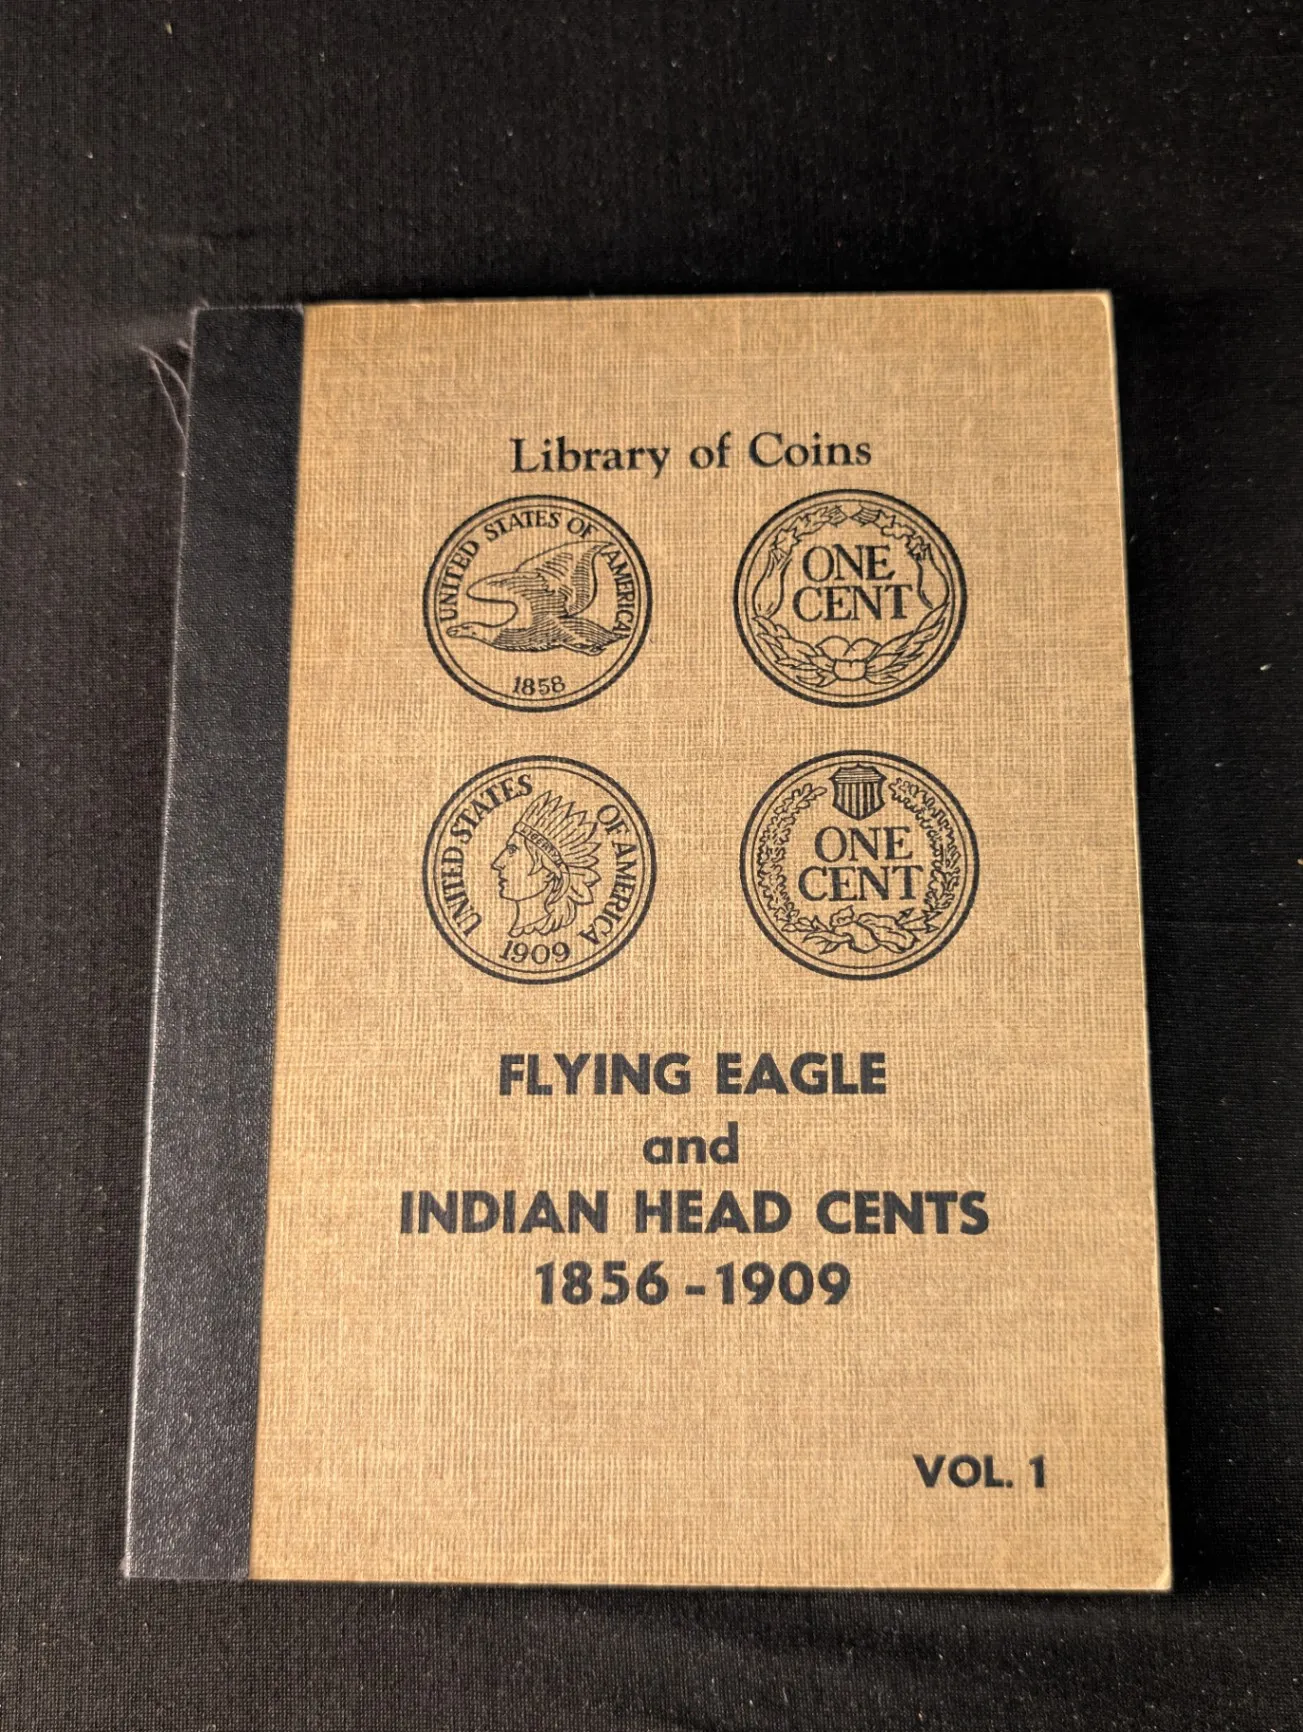 Library of Coins
UNITED STATES OF AMERICA
1858
ONE
CENT
UNITED STATES OF AMERICA
LIBERTY
1909
ONE
CENT
FLYING EAGLE
and
INDIAN HEAD CENTS
1856-1909
VOL. 1